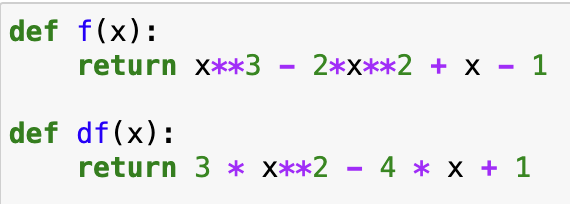 def f(x):
    return x**3 - 2*x**2 + x - 1

def df(x):
    return 3 * x**2 - 4 * x + 1